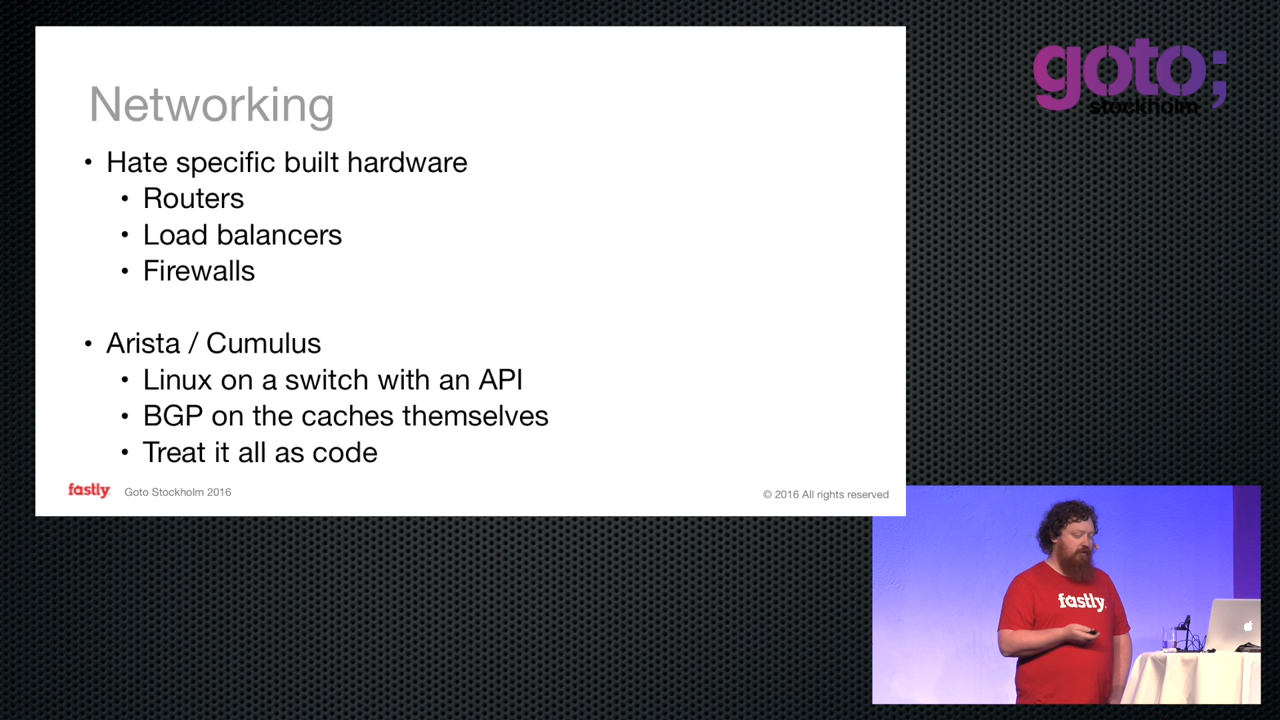 Networking
• Hate specific built hardware
• Routers
• Load balancers
• Firewalls
• Arista / Cumulus
• Linux on a switch with an API
• BGP on the caches themselves
• Treat it all as code
fastly
Goto Stockholm 2016
© 2016 All rights reserved
goto;
stockholm
fastly